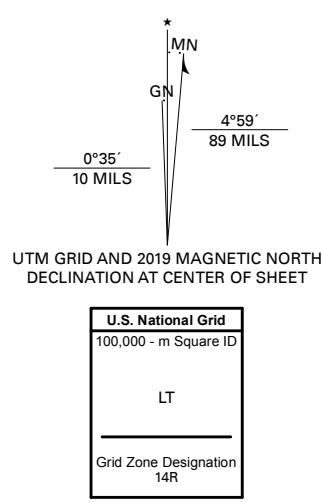 ★
MN
GN
4°59´
89 MILS
0°35´
10 MILS
UTM GRID AND 2019 MAGNETIC NORTH
DECLINATION AT CENTER OF SHEET
U.S. National Grid
100,000 - m Square ID
LT
Grid Zone Designation
14R